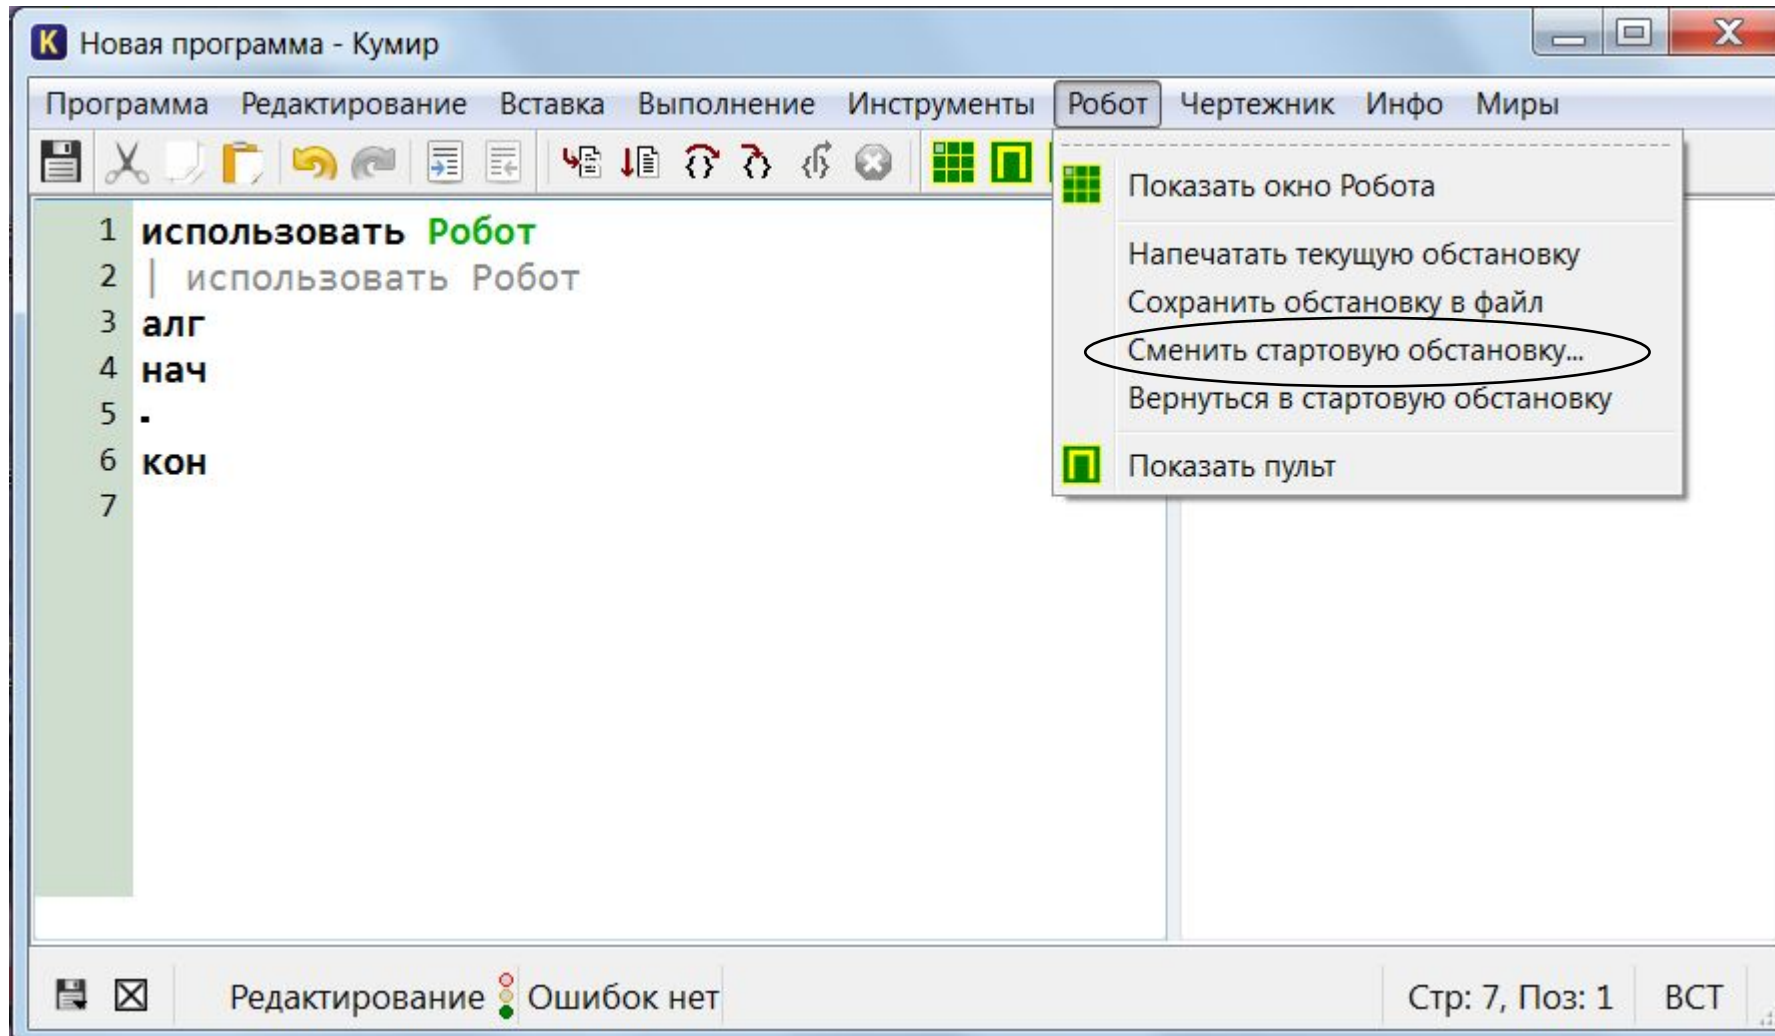 K Новая программа - Кумир
Программа Редактирование Вставка Выполнение Инструменты Робот Чертежник Инфо Миры
Показать окно Робота
Напечатать текущую обстановку
Сохранить обстановку в файл
Сменить стартовую обстановку...
Вернуться в стартовую обстановку
Показать пульт
1 использовать Робот
2 | использовать Робот
3 алг
4 нач
5 .
6 кон
7
Редактирование Ошибок нет Стр: 7, Поз: 1 ВСТ